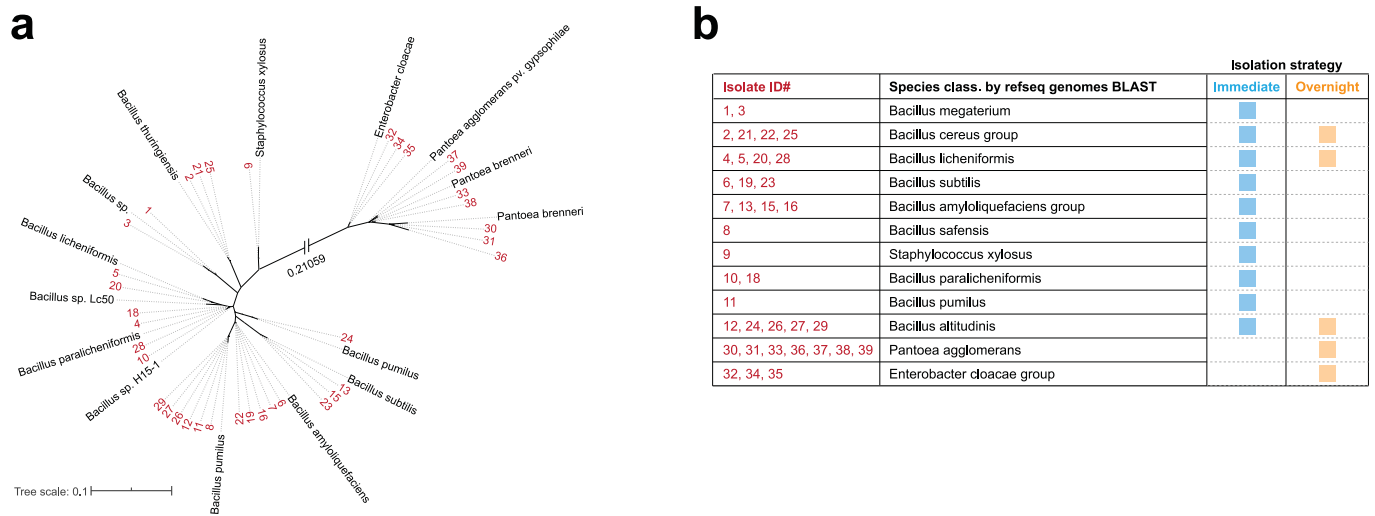 a
Bacillus thuringiensis
2
21
25
6
Staphylococcus xylosus
Enterobacter cloacae
32
34
35
Pantoea agglomerans pv. gypsophilae
37
39
Pantoea brenneri
33
38
Pantoea brenneri
30
31
36
0.21059
Bacillus sp.
1
3
Bacillus licheniformis
5
20
Bacillus sp. Lc50
18
4
Bacillus paralicheniformis
28
10
Bacillus sp. H15-1
29
27
26
12
11
8
Bacillus pumilus
22
19
16
7
9
Bacillus amyloliquefaciens
23
15
13
Bacillus subtilis
24
Bacillus pumilus
Tree scale: 0.1
b
Isolation strategy
Isolate ID# Species class. by refseq genomes BLAST Immediate Overnight
1, 3 Bacillus megaterium
2, 21, 22, 25 Bacillus cereus group
4, 5, 20, 28 Bacillus licheniformis
6, 19, 23 Bacillus subtilis
7, 13, 15, 16 Bacillus amyloliquefaciens group
8 Bacillus safensis
9 Staphylococcus xylosus
10, 18 Bacillus paralicheniformis
11 Bacillus pumilus
12, 24, 26, 27, 29 Bacillus altitudinis
30, 31, 33, 36, 37, 38, 39 Pantoea agglomerans
32, 34, 35 Enterobacter cloacae group